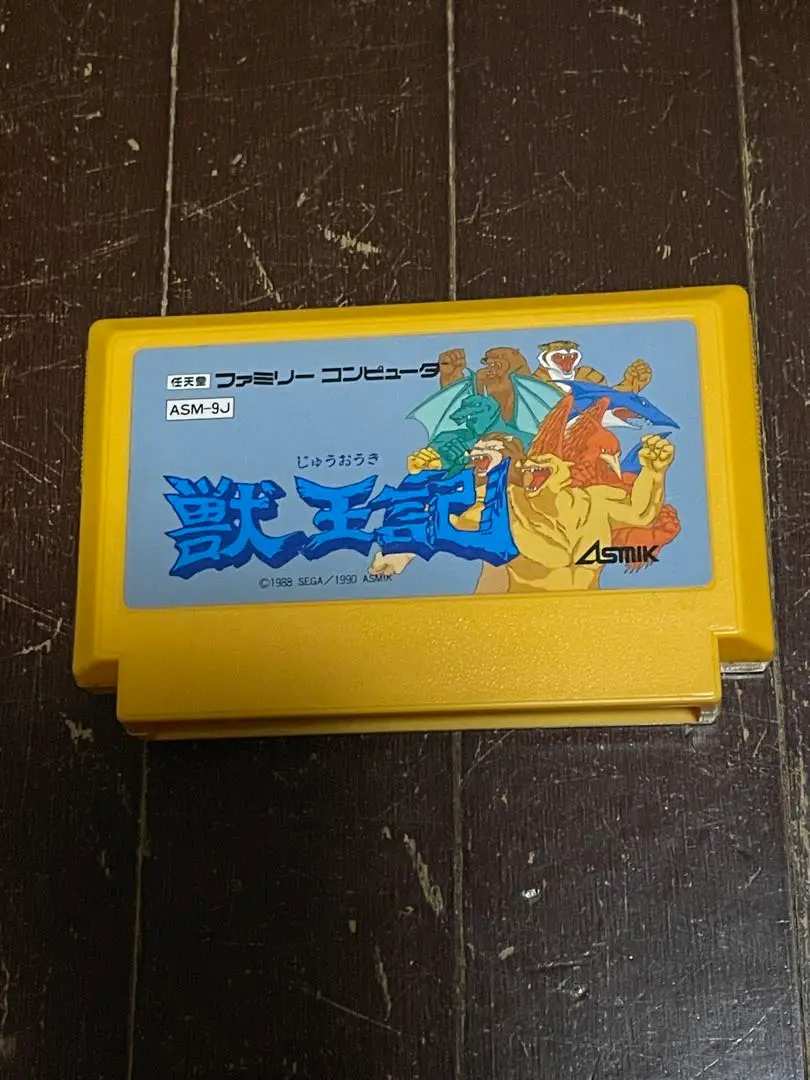 任天堂 ファミリー コンピュータ
ASM-9J
じゅうおうき
獣王記
ASMIK
©1988 SEGA/1990 ASMIK